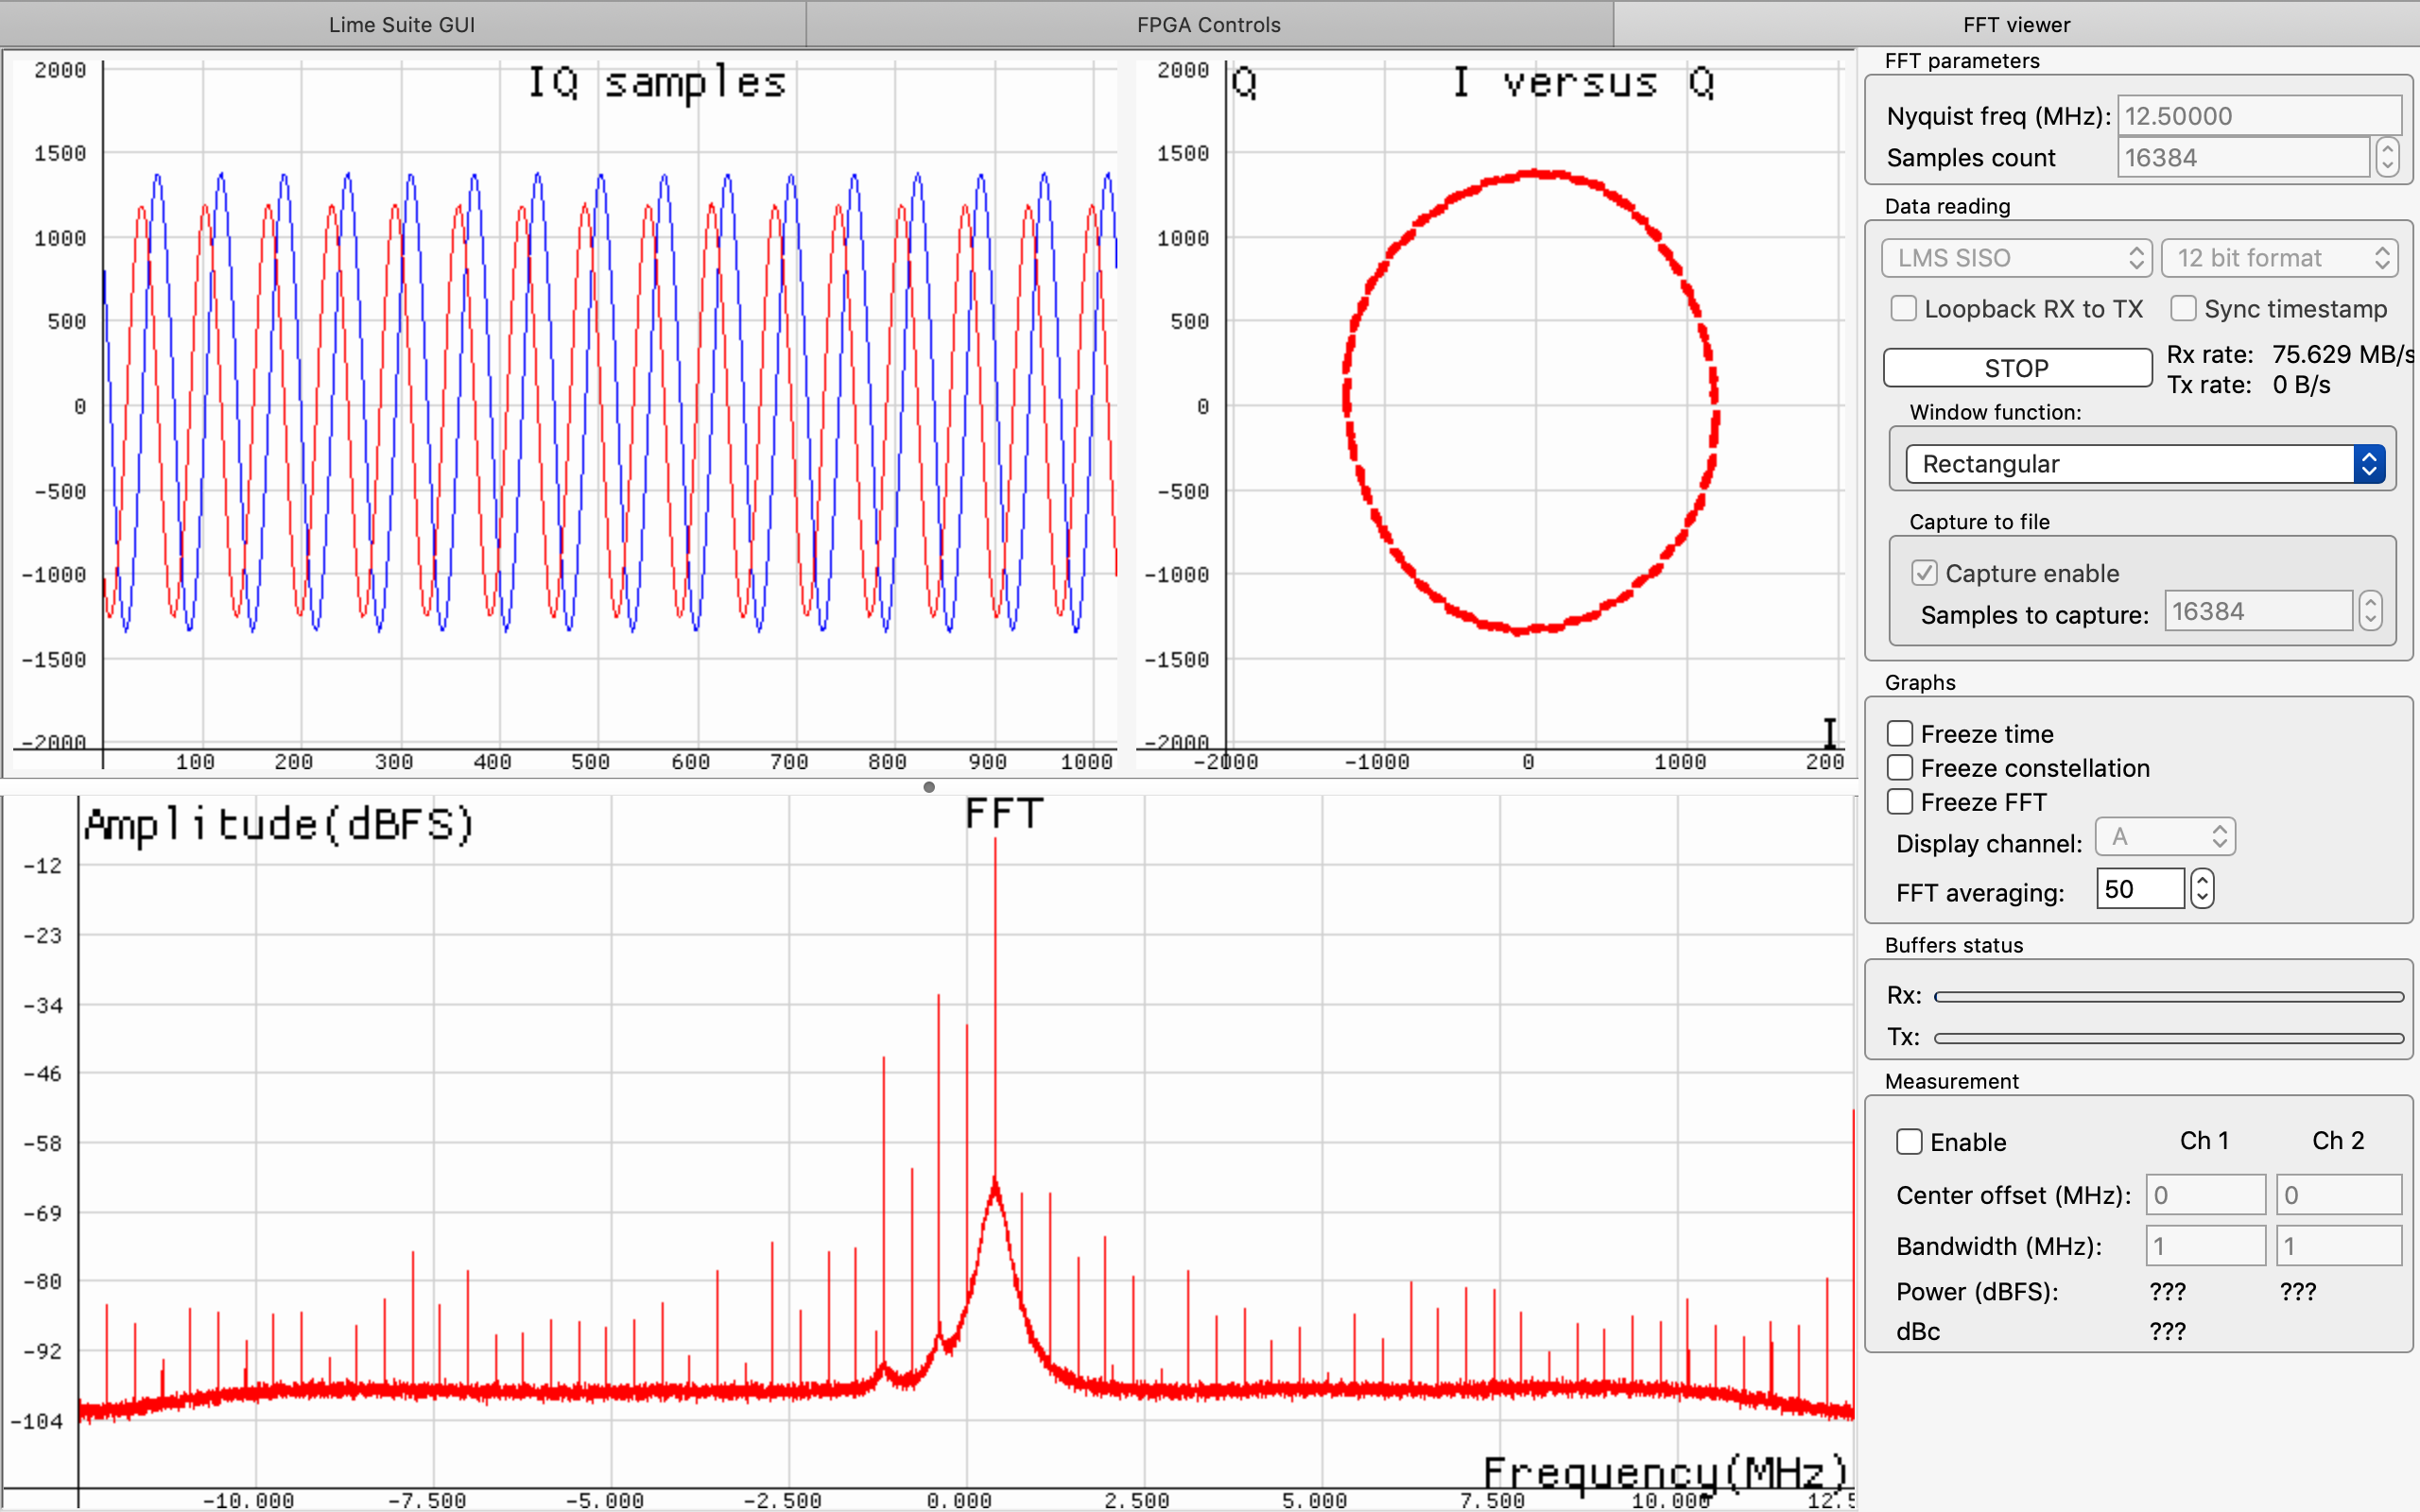 Lime Suite GUI
FPGA Controls
FFT viewer
IQ samples
2000
1500
1000
500
0
-500
-1000
-1500
-2000
100 200 300 400 500 600 700 800 900 1000
Q
I versus Q
2000
1500
1000
500
0
-500
-1000
-1500
-2000
I
-2000 -1000 0 1000 200
Amplitude(dBFS)
FFT
-12
-23
-34
-46
-58
-69
-80
-92
-104
Frequency(MHz)
-10.000 -7.500 -5.000 -2.500 0.000 2.500 5.000 7.500 10.000 12.5
FFT parameters
Nyquist freq (MHz): 12.50000
Samples count 16384
Data reading
LMS SISO 12 bit format
Loopback RX to TX Sync timestamp
STOP
Rx rate: 75.629 MB/s
Tx rate: 0 B/s
Window function:
Rectangular
Capture to file
Capture enable
Samples to capture: 16384
Graphs
Freeze time
Freeze constellation
Freeze FFT
Display channel: A
FFT averaging: 50
Buffers status
Rx:
Tx:
Measurement
Enable Ch 1 Ch 2
Center offset (MHz): 0 0
Bandwidth (MHz): 1 1
Power (dBFS): ??? ???
dBc ???